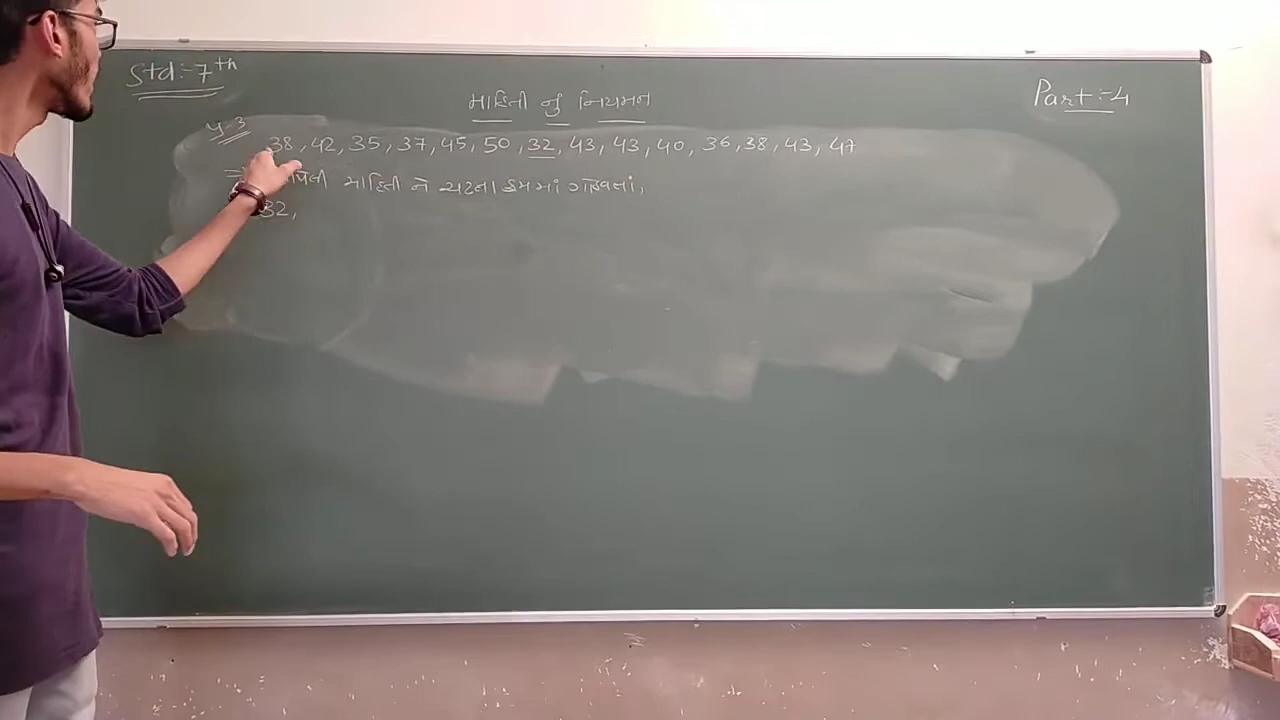 Std:-7th
માહિતી નું નિયમન
Part:-4
પ્ર-3
38, 42, 35, 37, 45, 50, 32, 43, 43, 40, 36, 38, 43, 47
=> માહિતી ને ચઢતા ક્રમમાં ગોઠવતાં,
32,